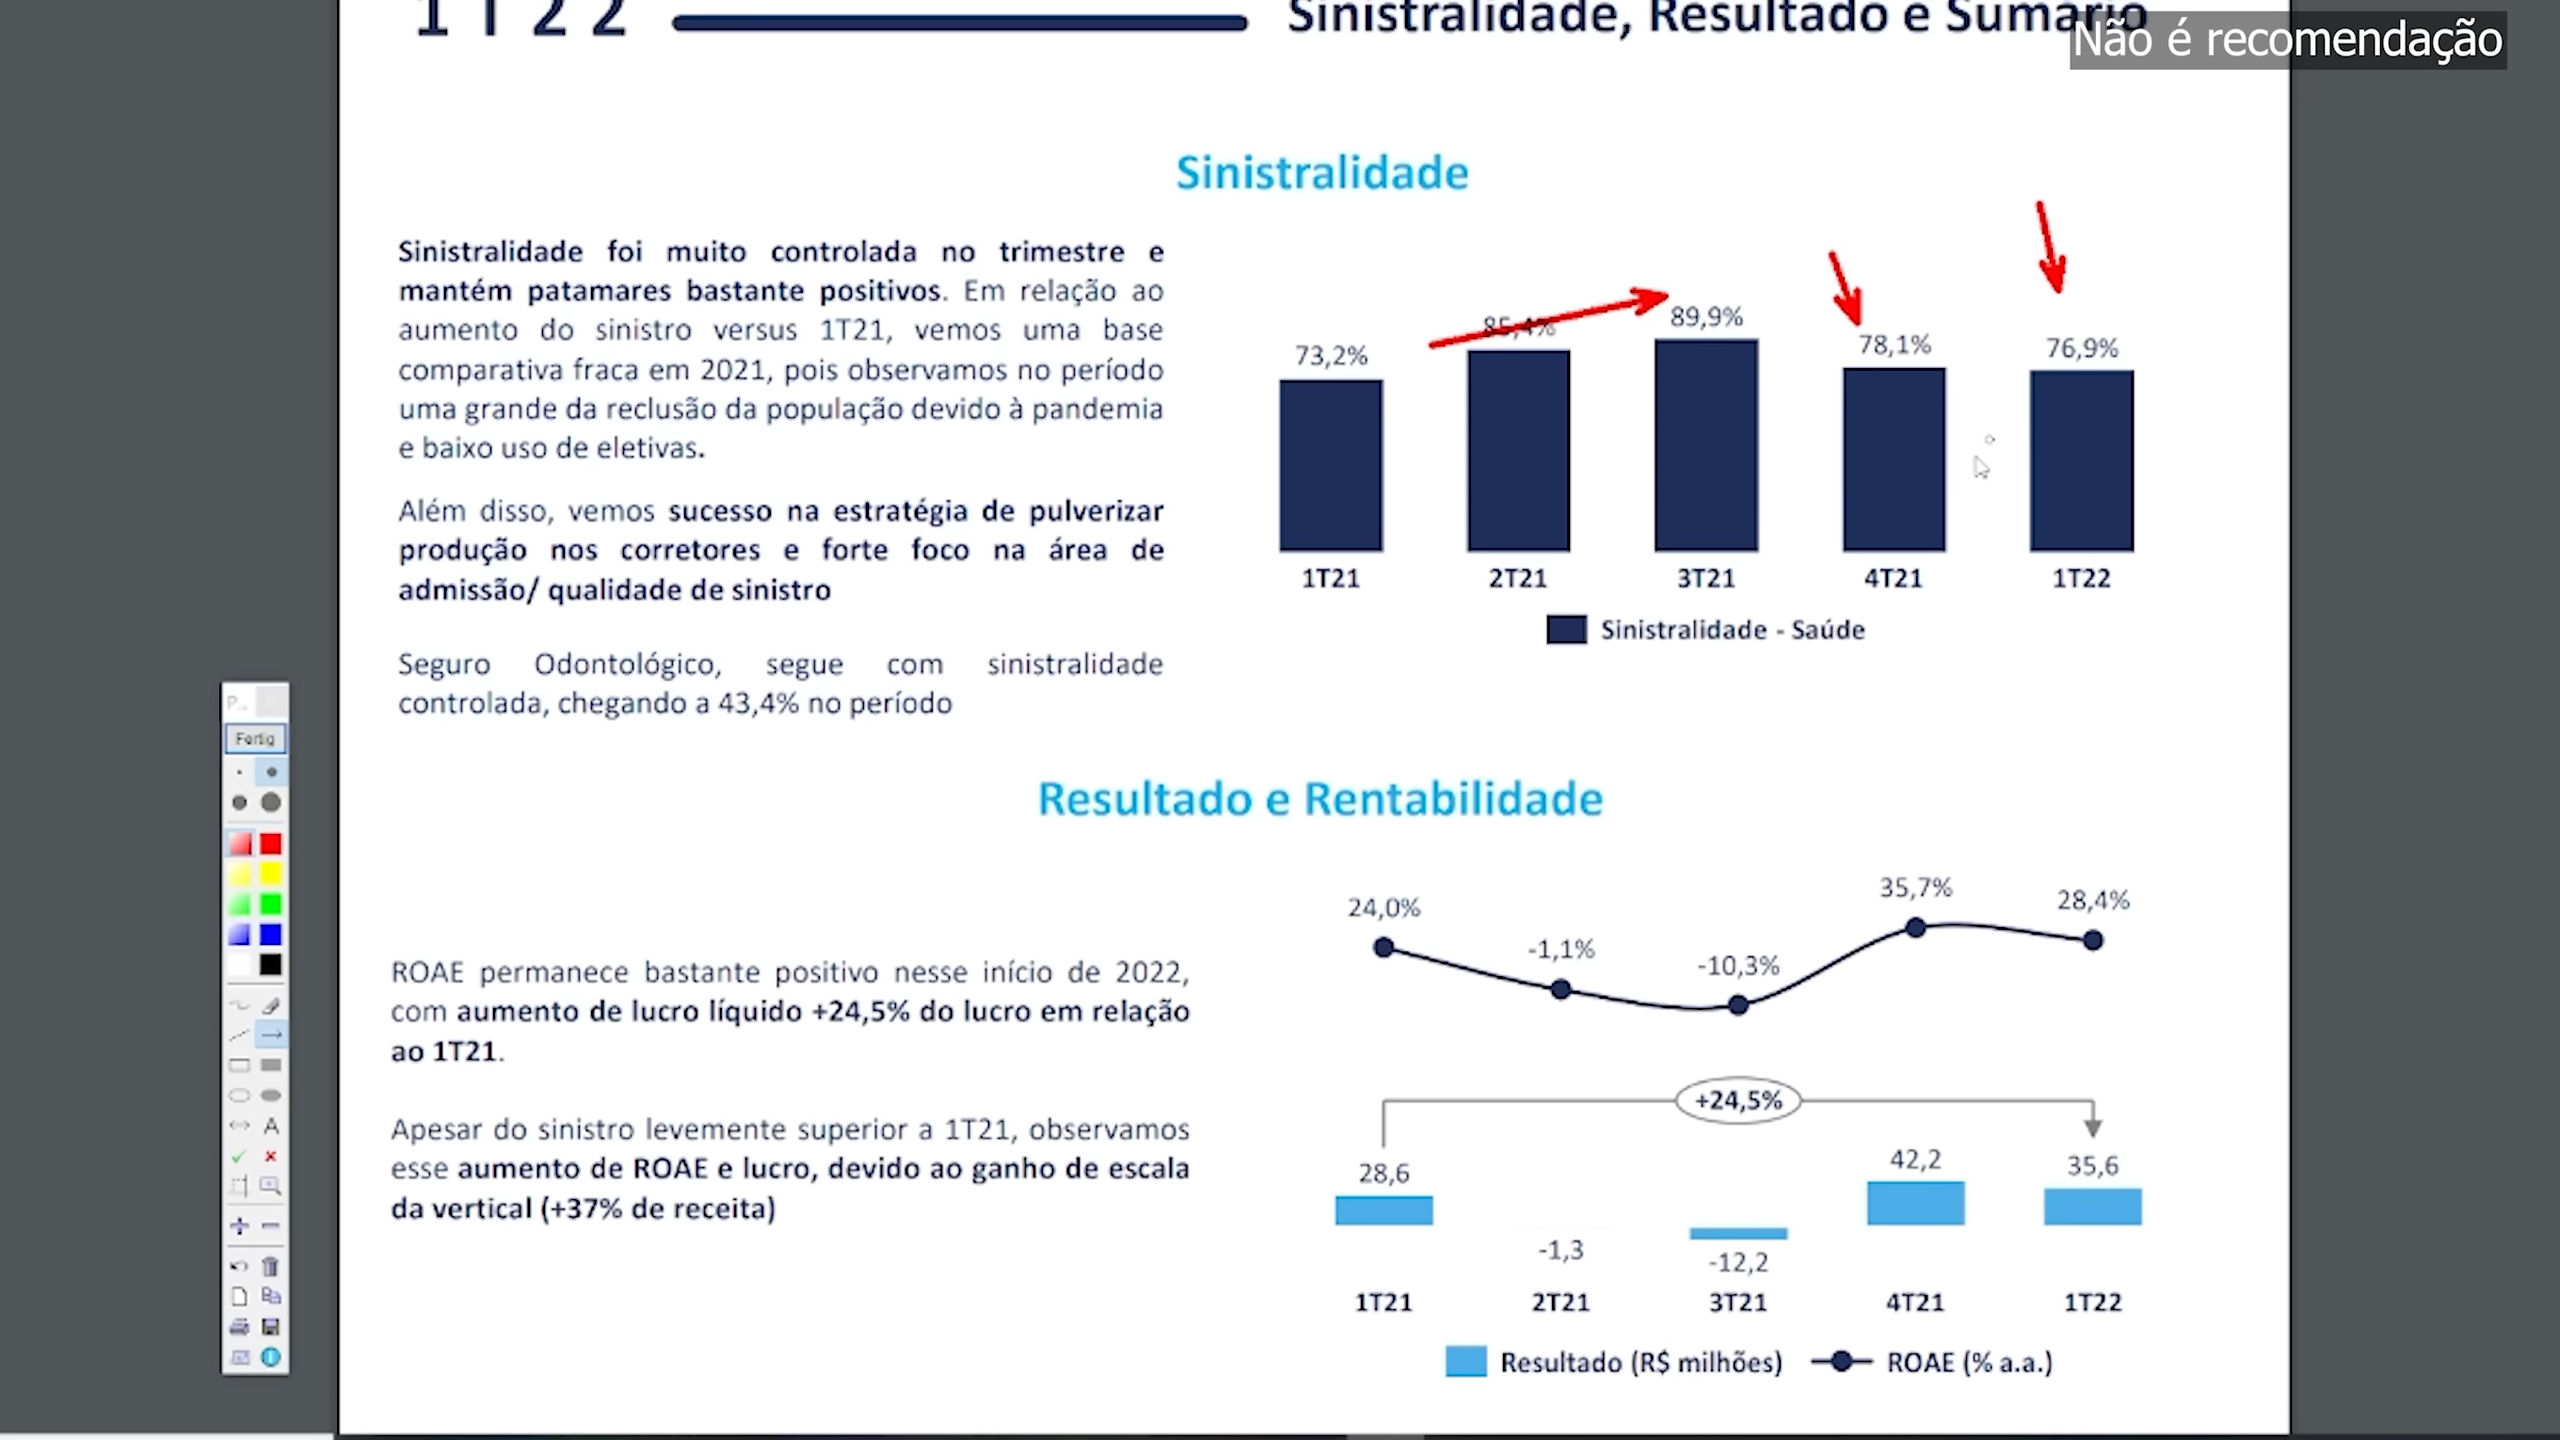 1T22 Sinistralidade, Resultado e Sumário
Não é recomendação
Sinistralidade
Sinistralidade foi muito controlada no trimestre e
mantém patamares bastante positivos. Em relação ao
aumento do sinistro versus 1T21, vemos uma base
comparativa fraca em 2021, pois observamos no período
uma grande da reclusão da população devido à pandemia
e baixo uso de eletivas.
Além disso, vemos sucesso na estratégia de pulverizar
produção nos corretores e forte foco na área de
admissão/ qualidade de sinistro
Seguro Odontológico, segue com sinistralidade
controlada, chegando a 43,4% no período
73,2% 85,4% 89,9% 78,1% 76,9%
1T21 2T21 3T21 4T21 1T22
Sinistralidade - Saúde
P...
Fertig
A
Resultado e Rentabilidade
ROAE permanece bastante positivo nesse início de 2022,
com aumento de lucro líquido +24,5% do lucro em relação
ao 1T21.
Apesar do sinistro levemente superior a 1T21, observamos
esse aumento de ROAE e lucro, devido ao ganho de escala
da vertical (+37% de receita)
24,0% -1,1% -10,3% 35,7% 28,4%
+24,5%
28,6 -1,3 -12,2 42,2 35,6
1T21 2T21 3T21 4T21 1T22
Resultado (R$ milhões) ROAE (% a.a.)